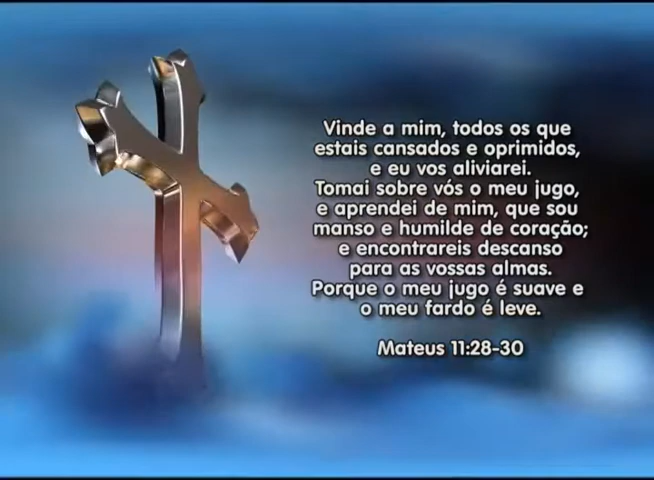 Vinde a mim, todos os que
estais cansados e oprimidos,
e eu vos aliviarei.
Tomai sobre vós o meu jugo,
e aprendei de mim, que sou
manso e humilde de coração;
e encontrareis descanso
para as vossas almas.
Porque o meu jugo é suave e
o meu fardo é leve.
Mateus 11:28-30